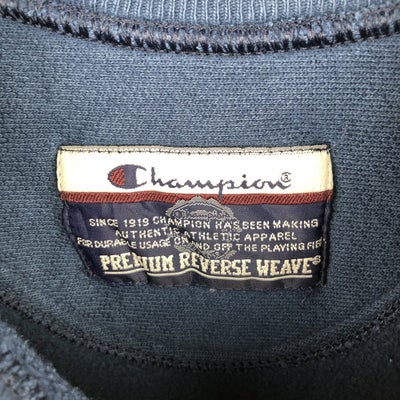 Champion®
SINCE 1919 CHAMPION HAS BEEN MAKING
AUTHENTIC ATHLETIC APPAREL
FOR DURABLE USAGE ON AND OFF THE PLAYING FIELD
PREMIUM REVERSE WEAVE®